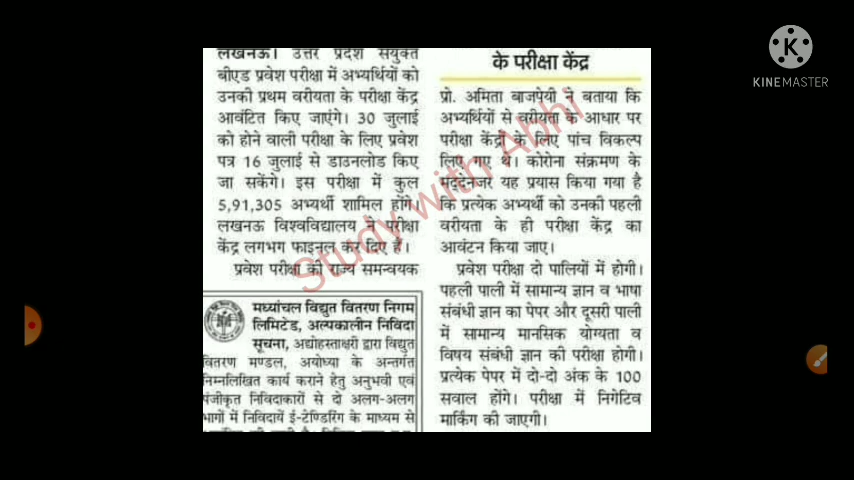 लखनऊ। उत्तर प्रदेश संयुक्त
बीएड प्रवेश परीक्षा में अभ्यर्थियों को
उनकी प्रथम वरीयता के परीक्षा केंद्र
आवंटित किए जाएंगे। 30 जुलाई
को होने वाली परीक्षा के लिए प्रवेश
पत्र 16 जुलाई से डाउनलोड किए
जा सकेंगे। इस परीक्षा में कुल
5,91,305 अभ्यर्थी शामिल होंगे।
लखनऊ विश्वविद्यालय ने परीक्षा
केंद्र लगभग फाइनल कर दिए हैं।
प्रवेश परीक्षा की राज्य समन्वयक
मध्यांचल विद्युत वितरण निगम
लिमिटेड, अल्पकालीन निविदा
सूचना, अद्योहस्ताक्षरी द्वारा विद्युत
वितरण मण्डल, अयोध्या के अन्तर्गत
निम्नलिखित कार्य कराने हेतु अनुभवी एवं
पंजीकृत निविदाकारों से दो अलग-अलग
भागों में निविदायें ई-टेण्डरिंग के माध्यम से
के परीक्षा केंद्र
प्रो. अमिता बाजपेयी ने बताया कि
अभ्यर्थियों से वरीयता के आधार पर
परीक्षा केंद्रों के लिए पांच विकल्प
लिए गए थे। कोरोना संक्रमण के
मद्देनजर यह प्रयास किया गया है
कि प्रत्येक अभ्यर्थी को उनकी पहली
वरीयता के ही परीक्षा केंद्र का
आवंटन किया जाए।
प्रवेश परीक्षा दो पालियों में होगी।
पहली पाली में सामान्य ज्ञान व भाषा
संबंधी ज्ञान का पेपर और दूसरी पाली
में सामान्य मानसिक योग्यता व
विषय संबंधी ज्ञान की परीक्षा होगी।
प्रत्येक पेपर में दो-दो अंक के 100
सवाल होंगे। परीक्षा में निगेटिव
मार्किंग की जाएगी।
Study with Abhi
K
KINEMASTER